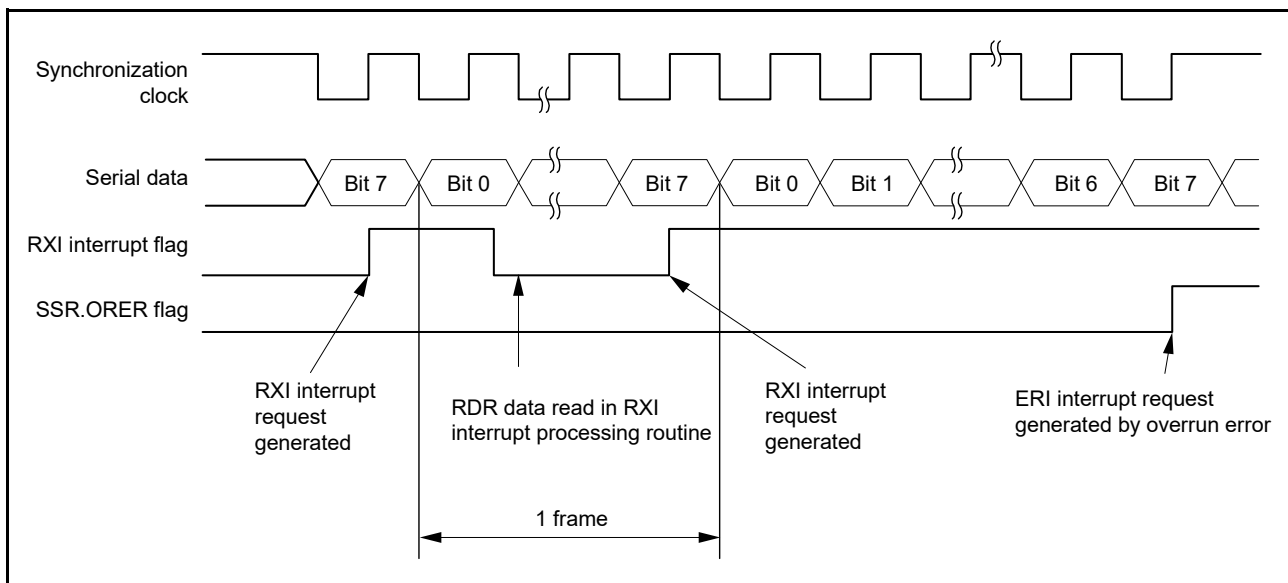 Synchronization
clock
Serial data
Bit 7
Bit 0
Bit 7
Bit 0
Bit 1
Bit 6
Bit 7
RXI interrupt flag
SSR.ORER flag
RXI interrupt
request
generated
RDR data read in RXI
interrupt processing routine
RXI interrupt
request
generated
ERI interrupt request
generated by overrun error
1 frame